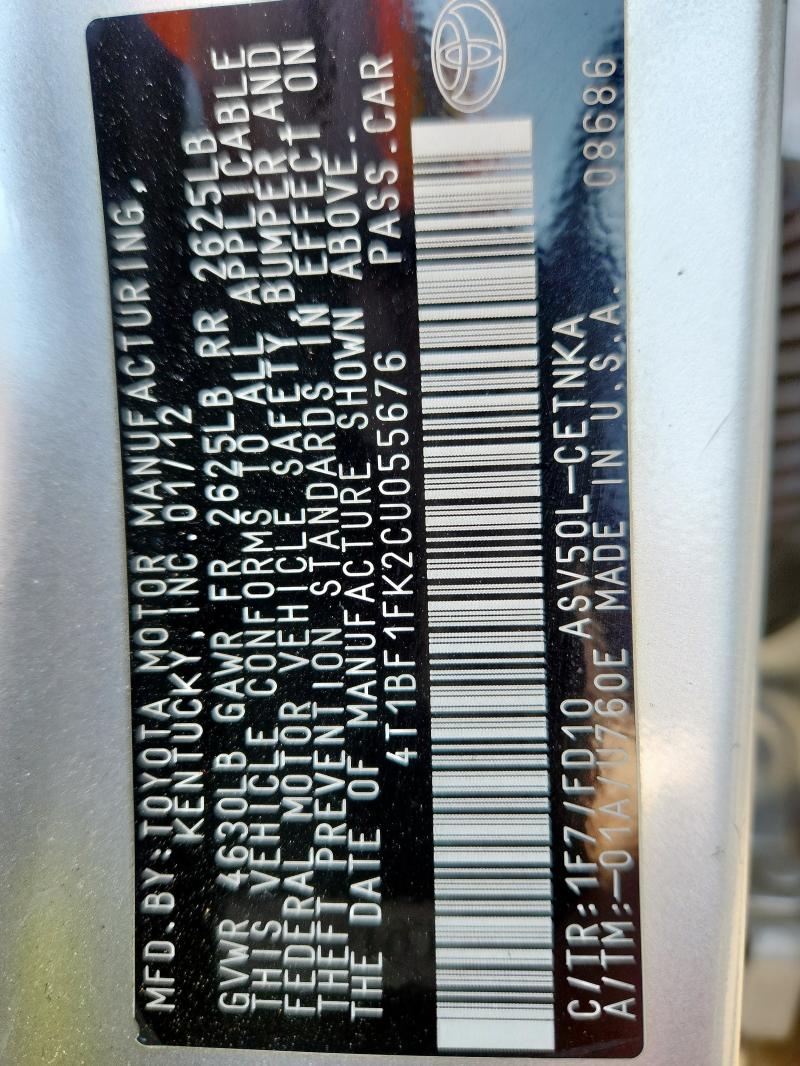 MFD.BY:TOYOTA MOTOR MANUFACTURING,
KENTUCKY, INC.01/12
GVWR 4630LB GAWR FR 2625LB RR 2625LB
THIS VEHICLE CONFORMS TO ALL APPLICABLE
FEDERAL MOTOR VEHICLE SAFETY,BUMPER AND
THEFT PREVENTION STANDARDS IN EFFECT ON
THE DATE OF MANUFACTURE SHOWN ABOVE.
4T1BF1FK2CU055676 PASS.CAR
C/TR:1F7/FD10 ASV50L-CETNKA
A/TM:-01A/U760E MADE IN U.S.A. 08686